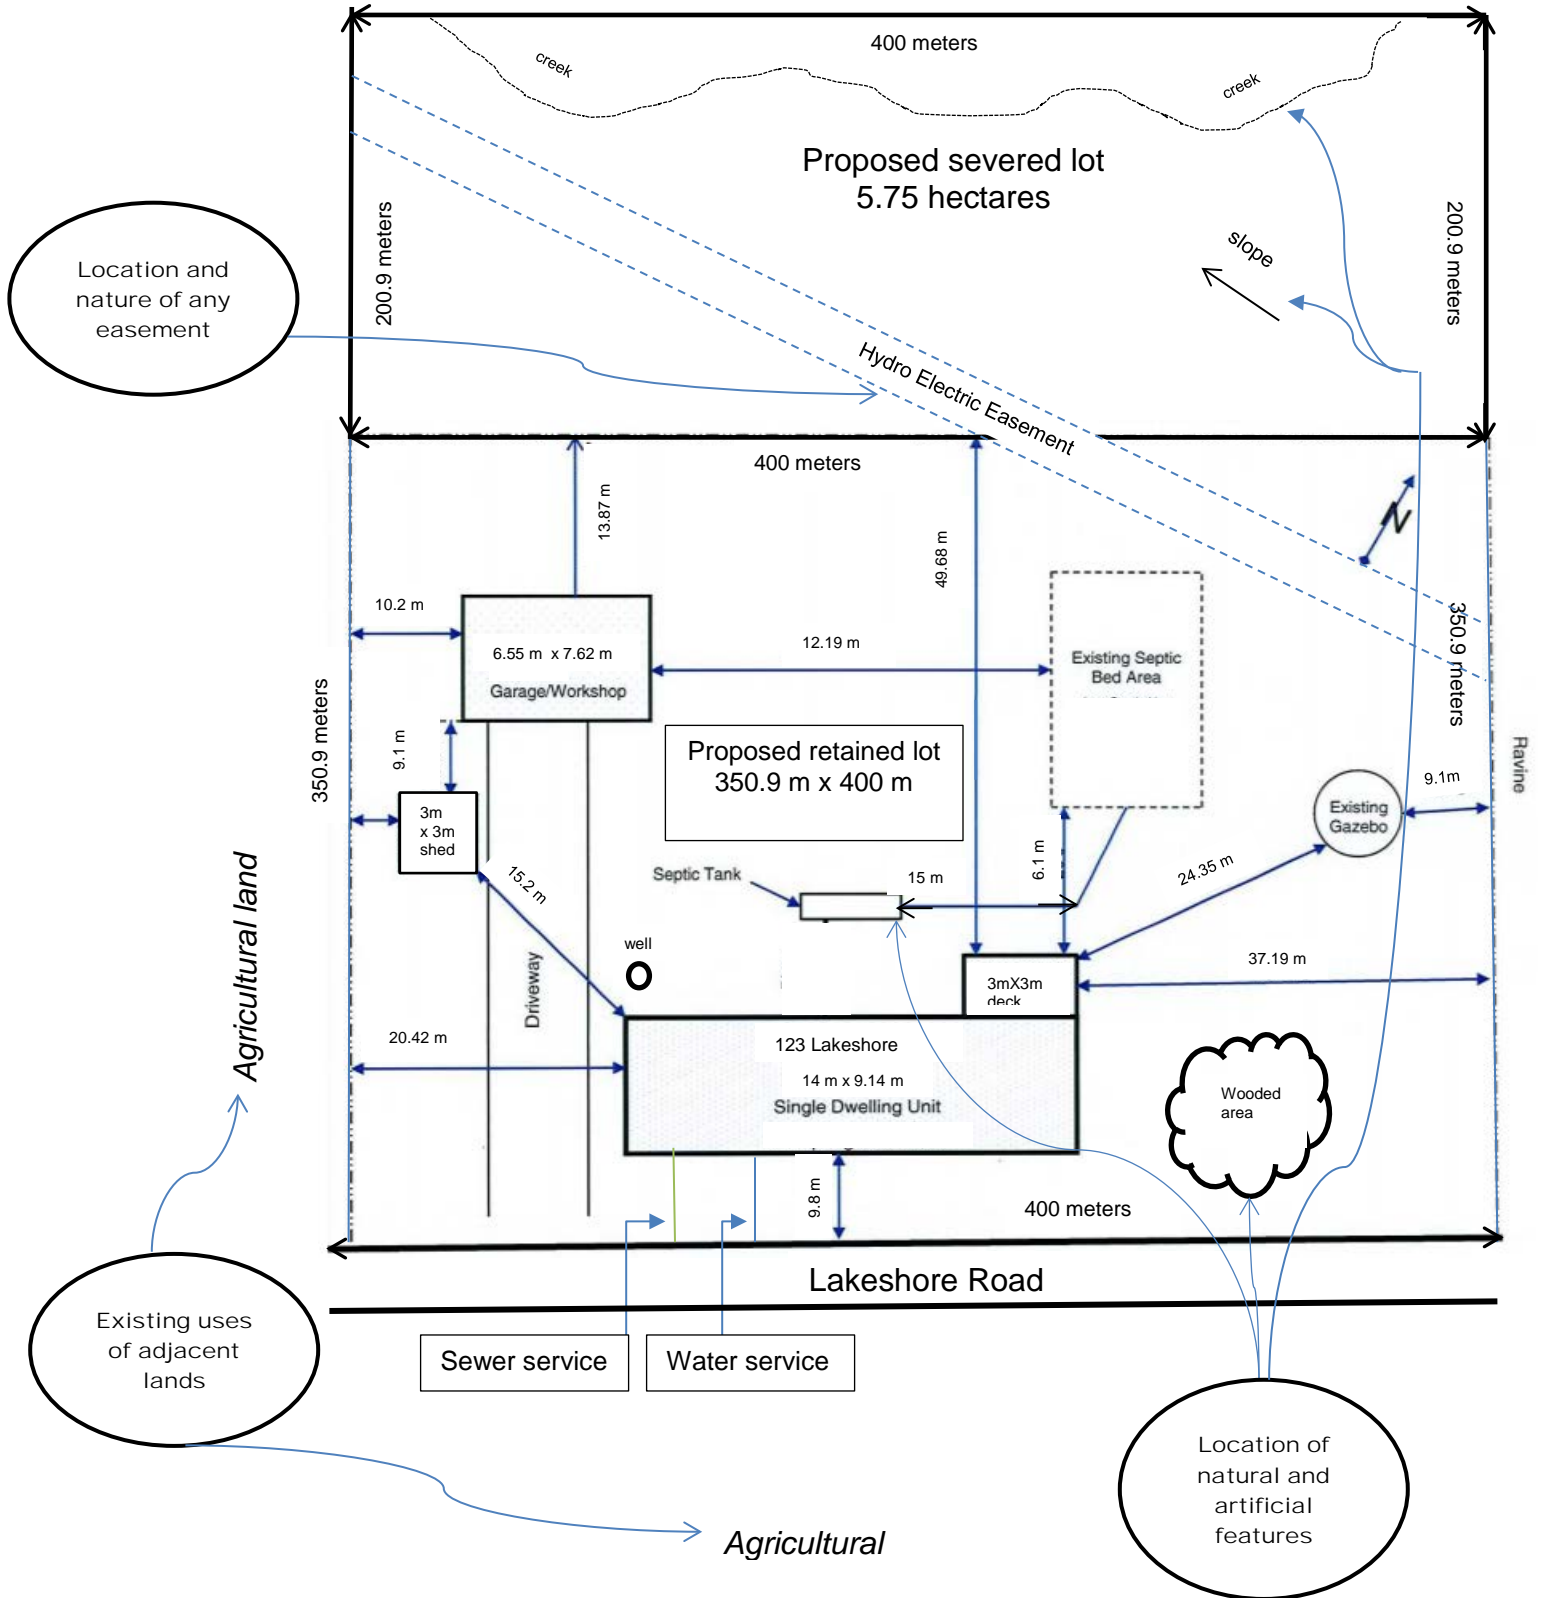 400 meters
creek
creek
Proposed severed lot
5.75 hectares
200.9 meters
200.9 meters
slope
Location and
nature of any
easement
Hydro Electric Easement
400 meters
13.87 m
49.68 m
N
10.2 m
6.55 m x 7.62 m
Garage/Workshop
12.19 m
Existing Septic
Bed Area
350.9 meters
350.9 meters
Ravine
9.1 m
Proposed retained lot
350.9 m x 400 m
9.1m
3m
x 3m
shed
Existing
Gazebo
15.2 m
Septic Tank
15 m
6.1 m
24.35 m
Agricultural land
well
Driveway
3mX3m
deck
37.19 m
20.42 m
123 Lakeshore
14 m x 9.14 m
Single Dwelling Unit
Wooded
area
9.8 m
400 meters
Lakeshore Road
Existing uses
of adjacent
lands
Sewer service
Water service
Location of
natural and
artificial
features
Agricultural